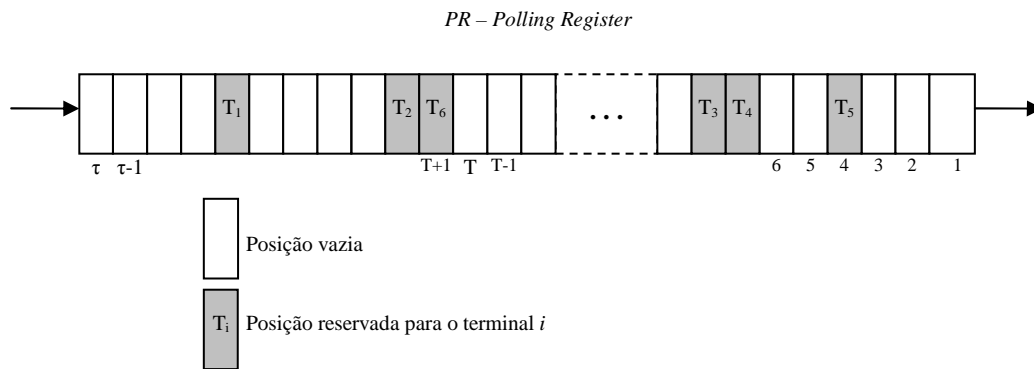 PR – Polling Register
T1 T2 T6 ... T3 T4 T5
τ τ-1 T+1 T T-1 6 5 4 3 2 1
Posição vazia
Ti Posição reservada para o terminal i